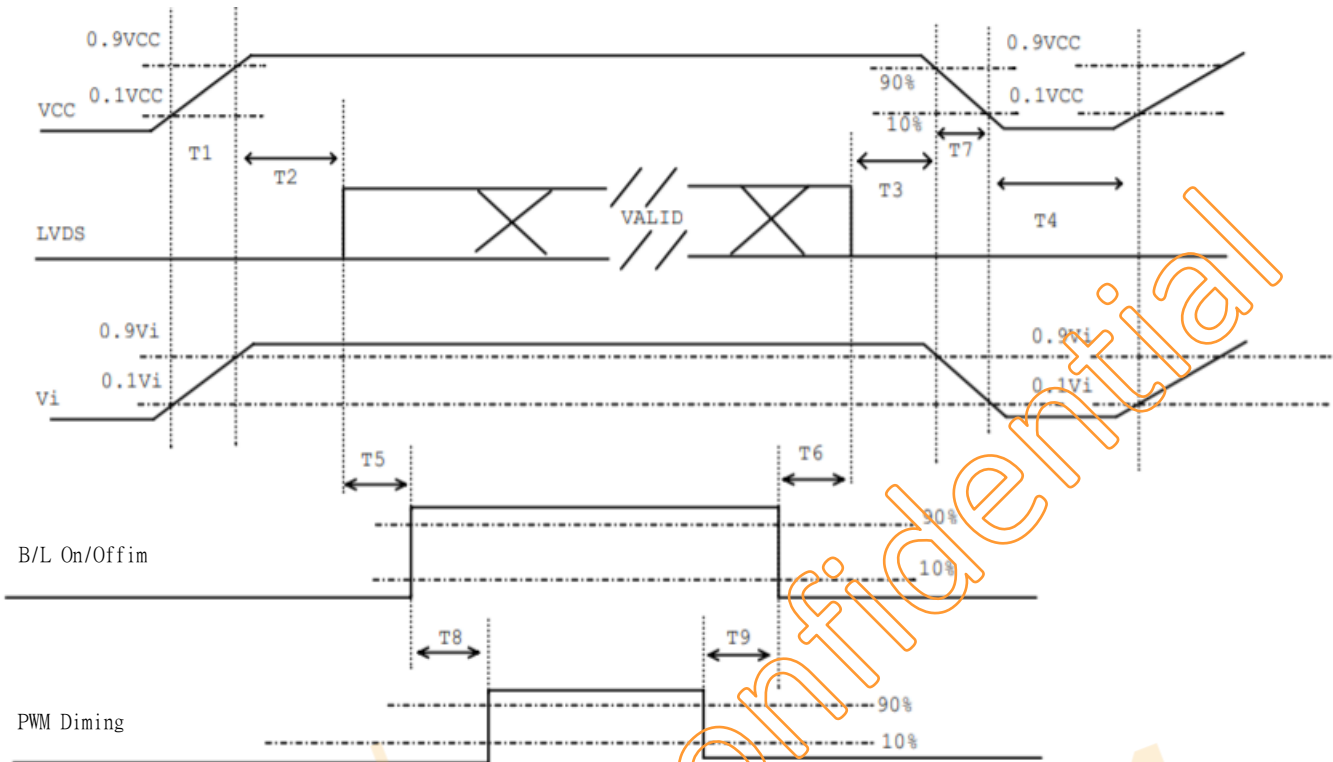 0.9VCC
0.9VCC
90%
0.1VCC
0.1VCC
VCC
10%
T1
T7
T2
T3
VALID
T4
LVDS
0.9Vi
0.9Vi
0.1Vi
0.1Vi
Vi
T5
T6
90%
B/L On/Offim
10%
T8
T9
90%
PWM Diming
10%
Confidential